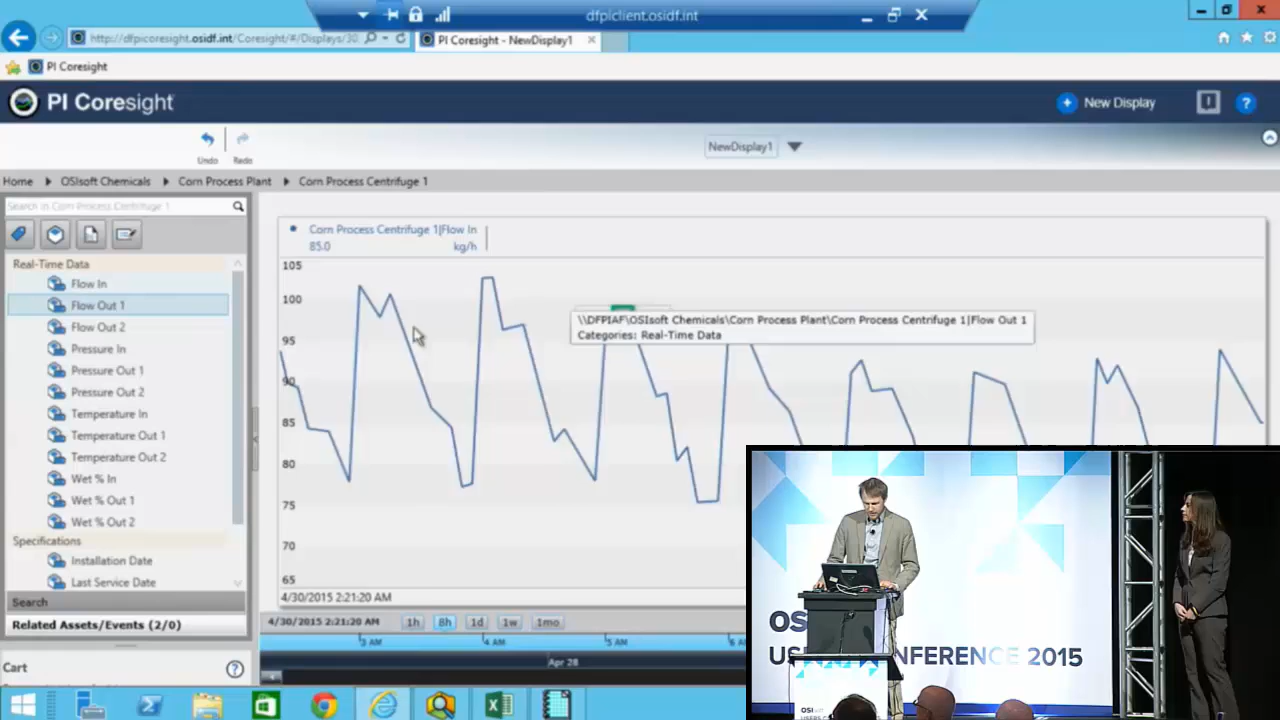 dfpiclient.osidf.int
http://dfpicoresight.osidf.int/Coresight/#/Displays/30
PI Coresight - NewDisplay1
PI Coresight
PI Coresight
New Display
Undo
Redo
NewDisplay1
Home
OSIsoft Chemicals
Corn Process Plant
Corn Process Centrifuge 1
Search in Corn Process Centrifuge 1
Real-Time Data
Flow In
Flow Out 1
Flow Out 2
Pressure In
Pressure Out 1
Pressure Out 2
Temperature In
Temperature Out 1
Temperature Out 2
Wet % In
Wet % Out 1
Wet % Out 2
Specifications
Installation Date
Last Service Date
Search
Related Assets/Events (2/0)
Cart
Corn Process Centrifuge 1|Flow In
85.0 kg/h
105
100
95
90
85
80
75
70
65
\\DFPIAF\OSIsoft Chemicals\Corn Process Plant\Corn Process Centrifuge 1|Flow Out 1
Categories: Real-Time Data
4/30/2015 2:21:20 AM
4/30/2015 2:21:20 AM
1h
8h
1d
1w
1mo
3 AM
4 AM
5 AM
6 AM
Apr 28
OS
US NFERENCE 2015
OSIsoft